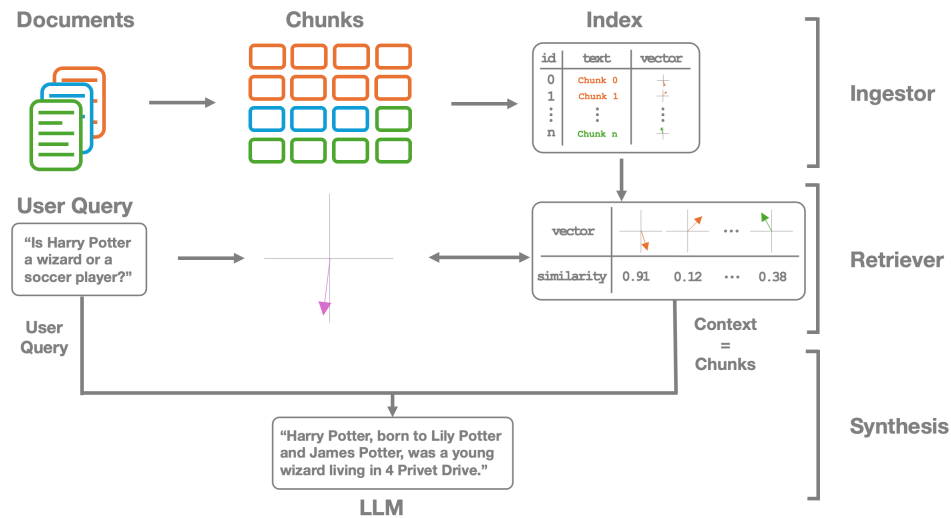 Documents
Chunks
Index
id text vector
0 Chunk 0
1 Chunk 1
n Chunk n
Ingestor
User Query
“Is Harry Potter
a wizard or a
soccer player?”
vector
similarity 0.91 0.12 ... 0.38
Retriever
User
Query
Context
=
Chunks
Synthesis
“Harry Potter, born to Lily Potter
and James Potter, was a young
wizard living in 4 Privet Drive.”
LLM